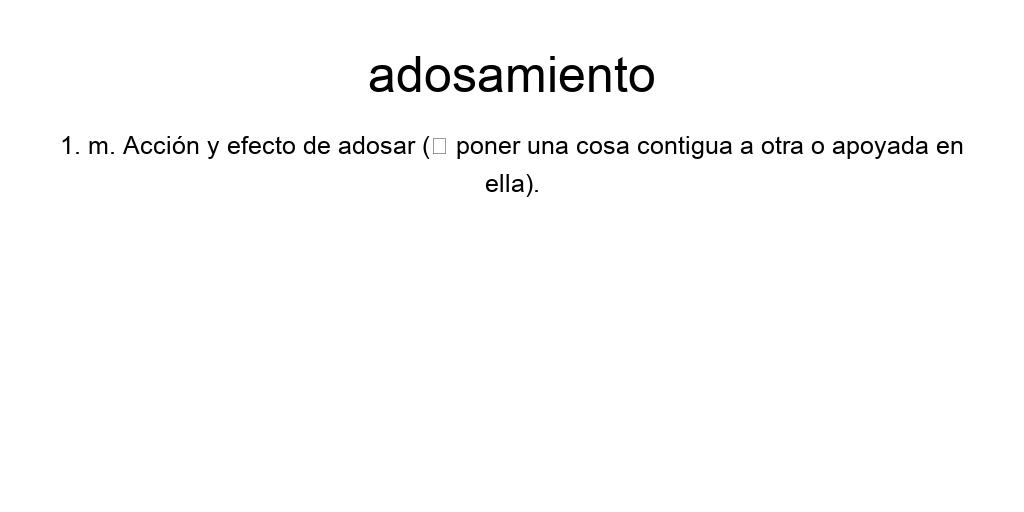 adosamiento
1. m. Acción y efecto de adosar (□ poner una cosa contigua a otra o apoyada en
ella).